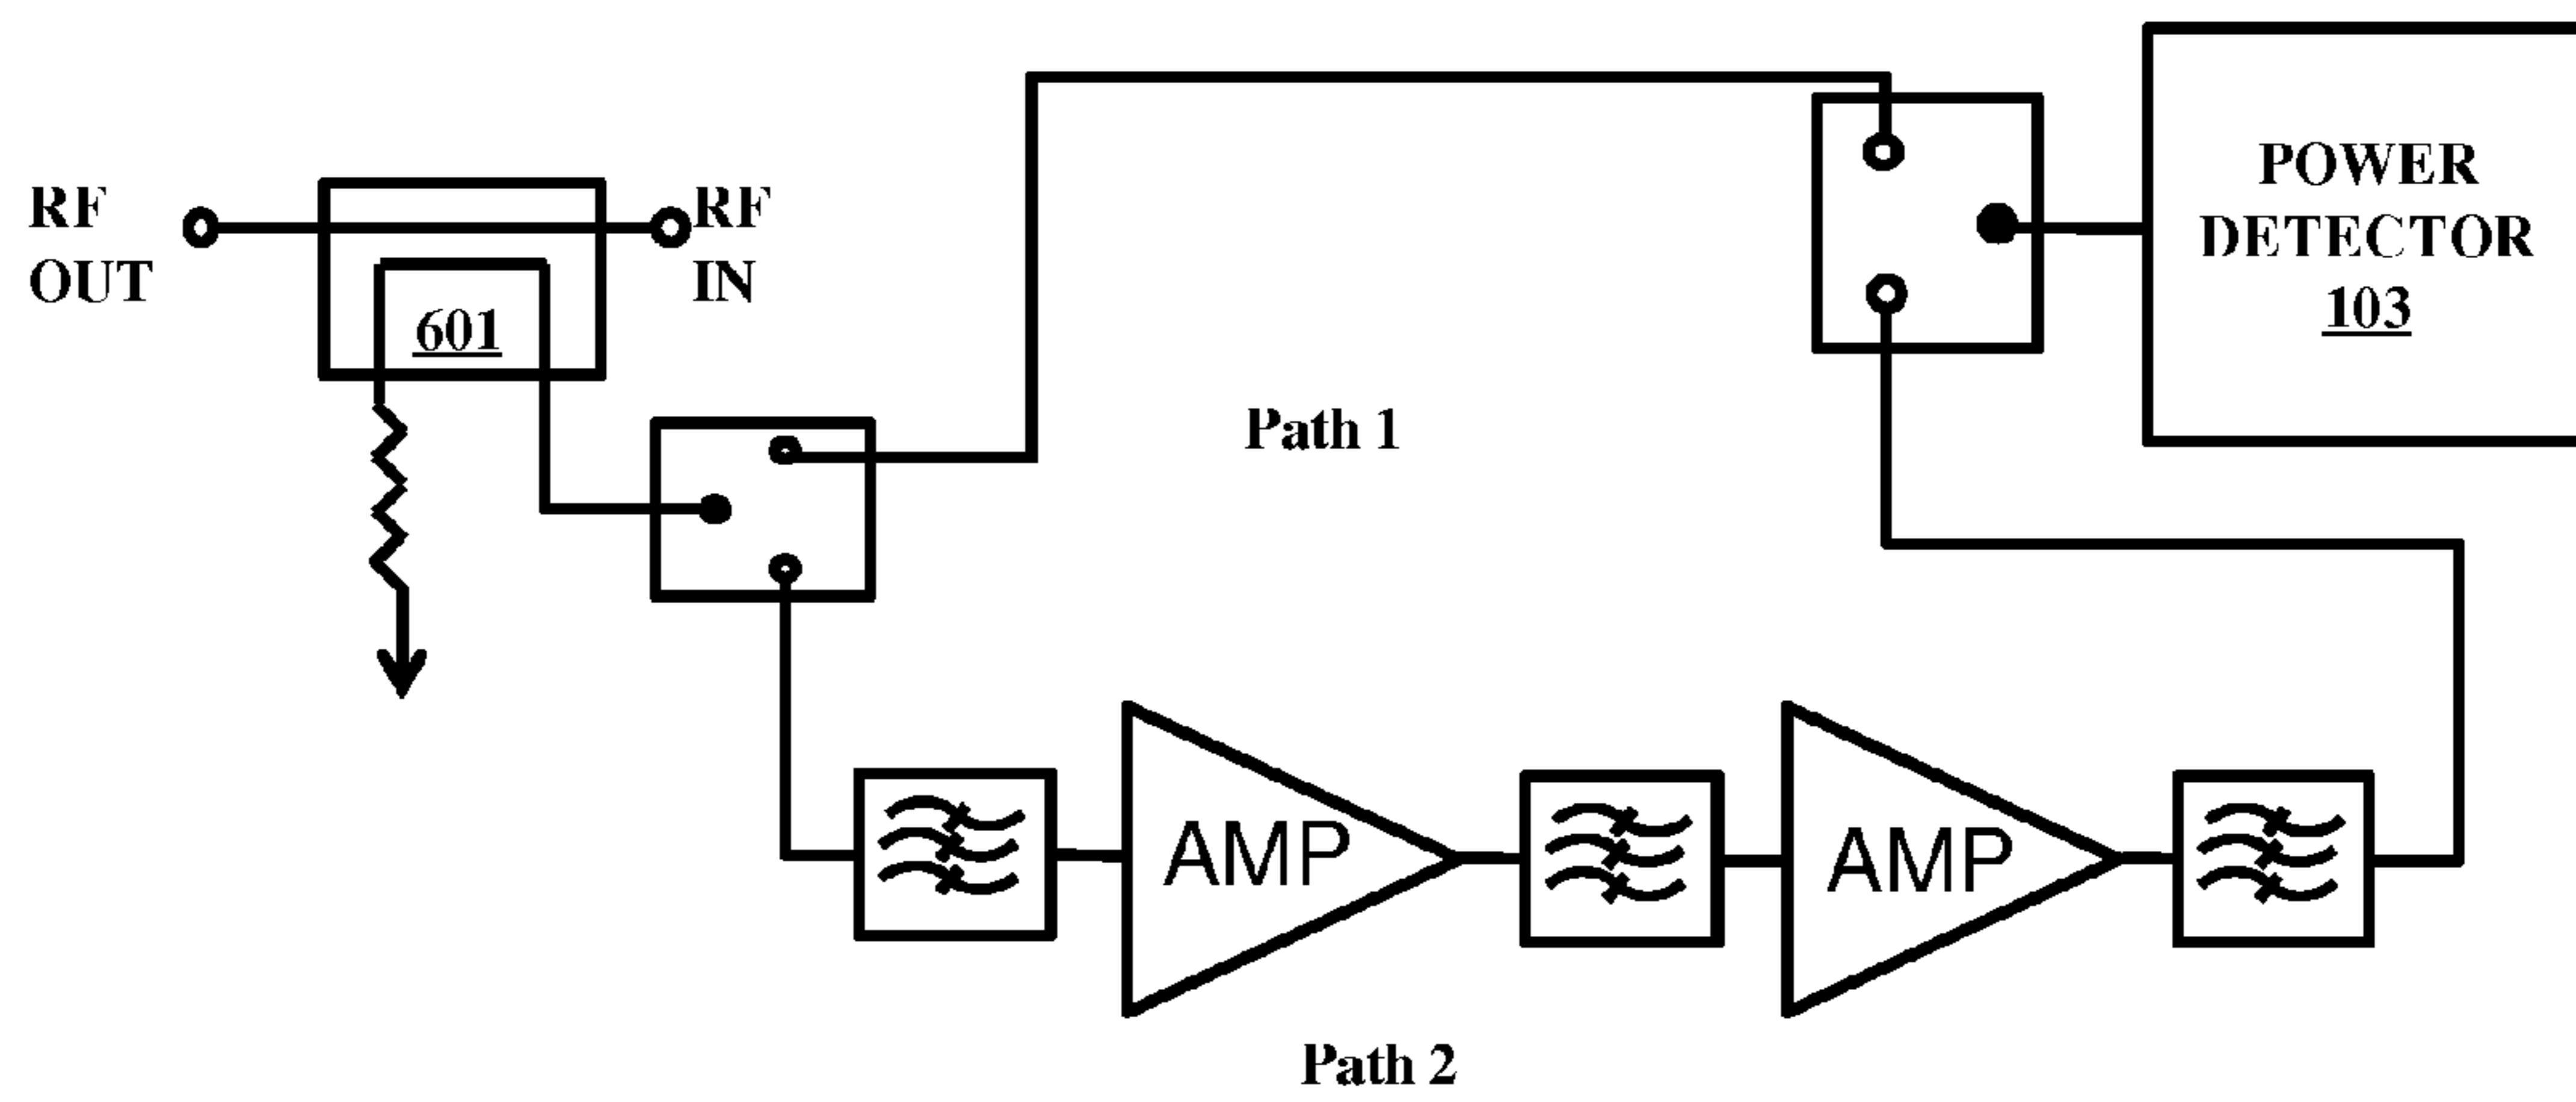 RF
OUT
RF
IN
601
POWER
DETECTOR
103
Path 1
AMP
AMP
Path 2